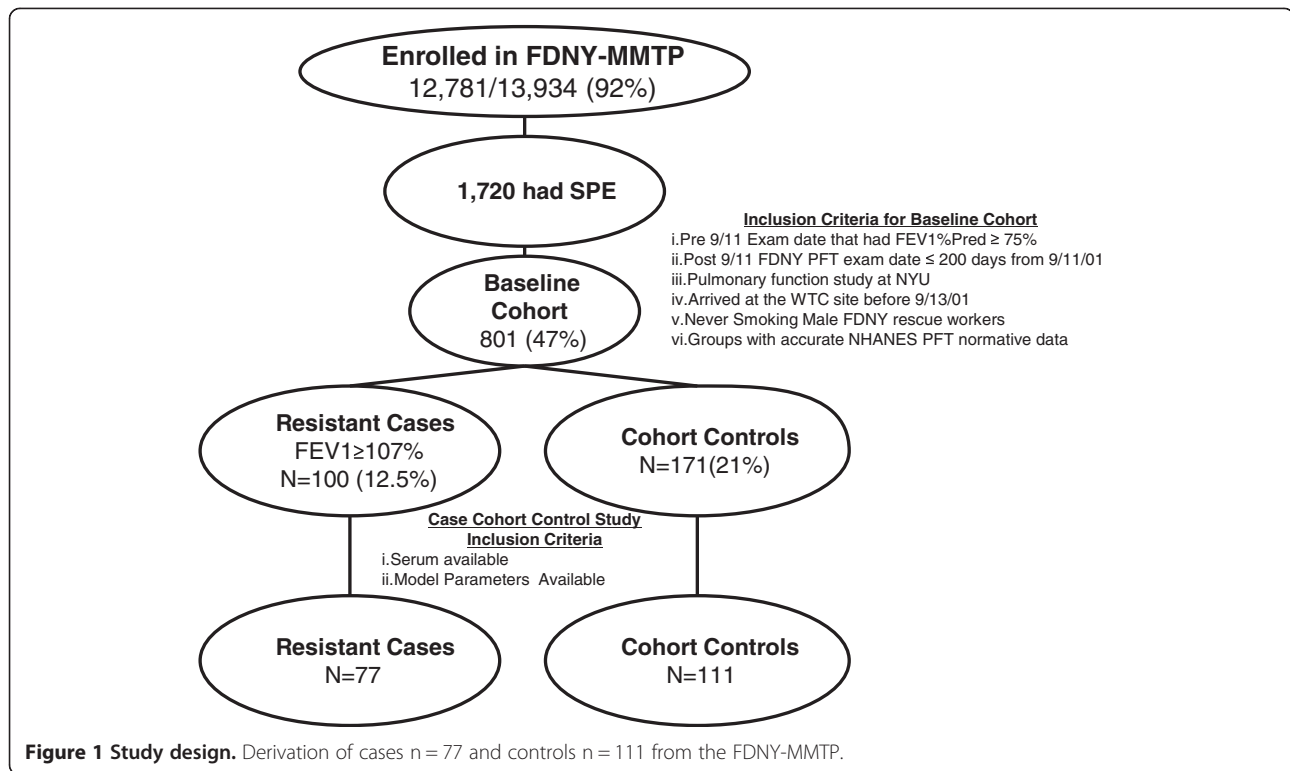 Enrolled in FDNY-MMTP
12,781/13,934 (92%)
1,720 had SPE
Inclusion Criteria for Baseline Cohort
i.Pre 9/11 Exam date that had FEV1%Pred ≥ 75%
ii.Post 9/11 FDNY PFT exam date ≤ 200 days from 9/11/01
iii.Pulmonary function study at NYU
iv.Arrived at the WTC site before 9/13/01
v.Never Smoking Male FDNY rescue workers
vi.Groups with accurate NHANES PFT normative data
Baseline
Cohort
801 (47%)
Resistant Cases
FEV1≥107%
N=100 (12.5%)
Cohort Controls
N=171(21%)
Case Cohort Control Study
Inclusion Criteria
i.Serum available
ii.Model Parameters Available
Resistant Cases
N=77
Cohort Controls
N=111
Figure 1 Study design. Derivation of cases n = 77 and controls n = 111 from the FDNY-MMTP.